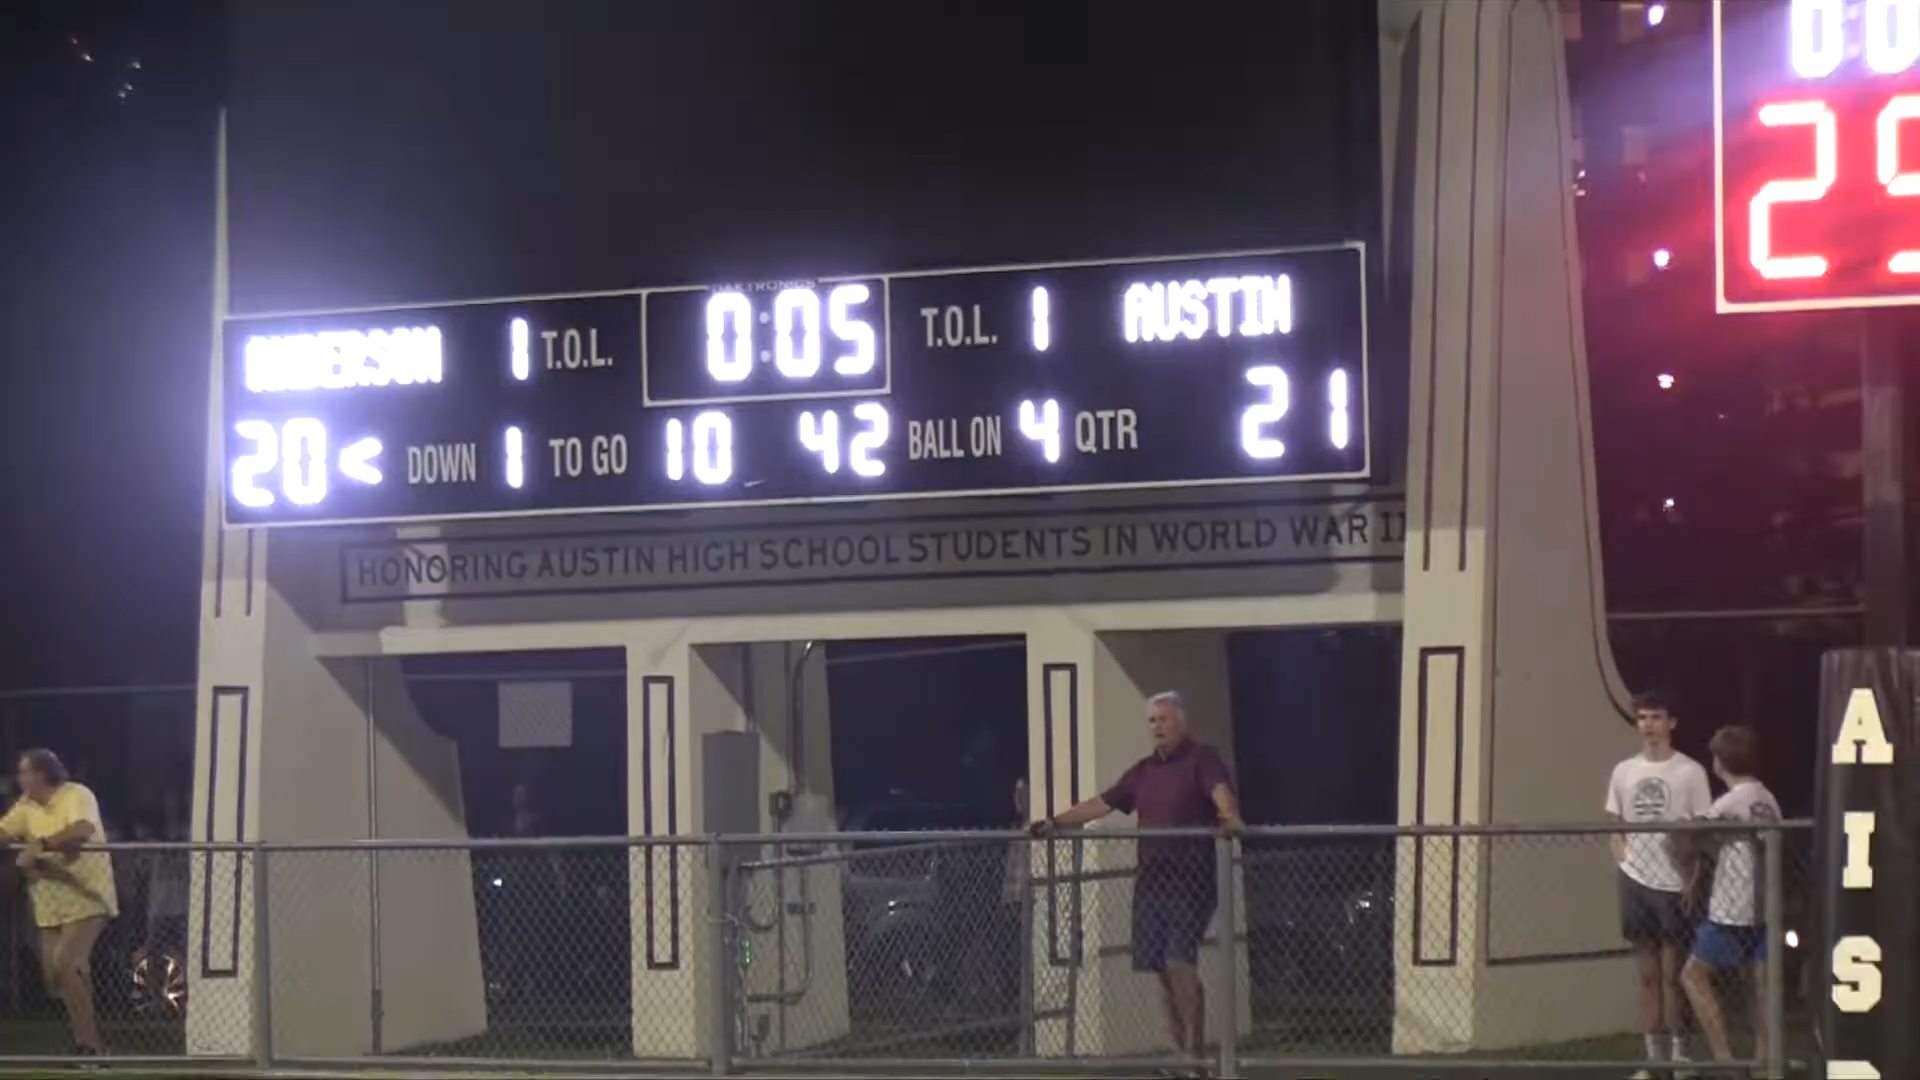 ANDERSON 1 T.O.L. 0:05 T.O.L. 1 AUSTIN
20 < DOWN 1 TO GO 10 42 BALL ON 4 QTR 21
HONORING AUSTIN HIGH SCHOOL STUDENTS IN WORLD WAR II
A
I
S